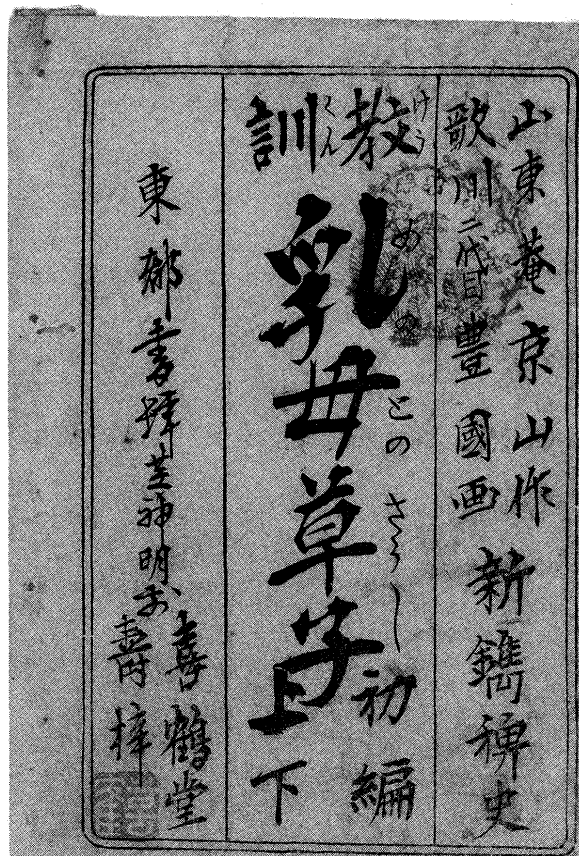 山東菴京山作
歌川二代目豊國画
新鐫稗史
教訓
けうくん
乳母草子
めのとのさうし
初編
上下
東都書肆芝神明前
喜鶴堂
壽梓